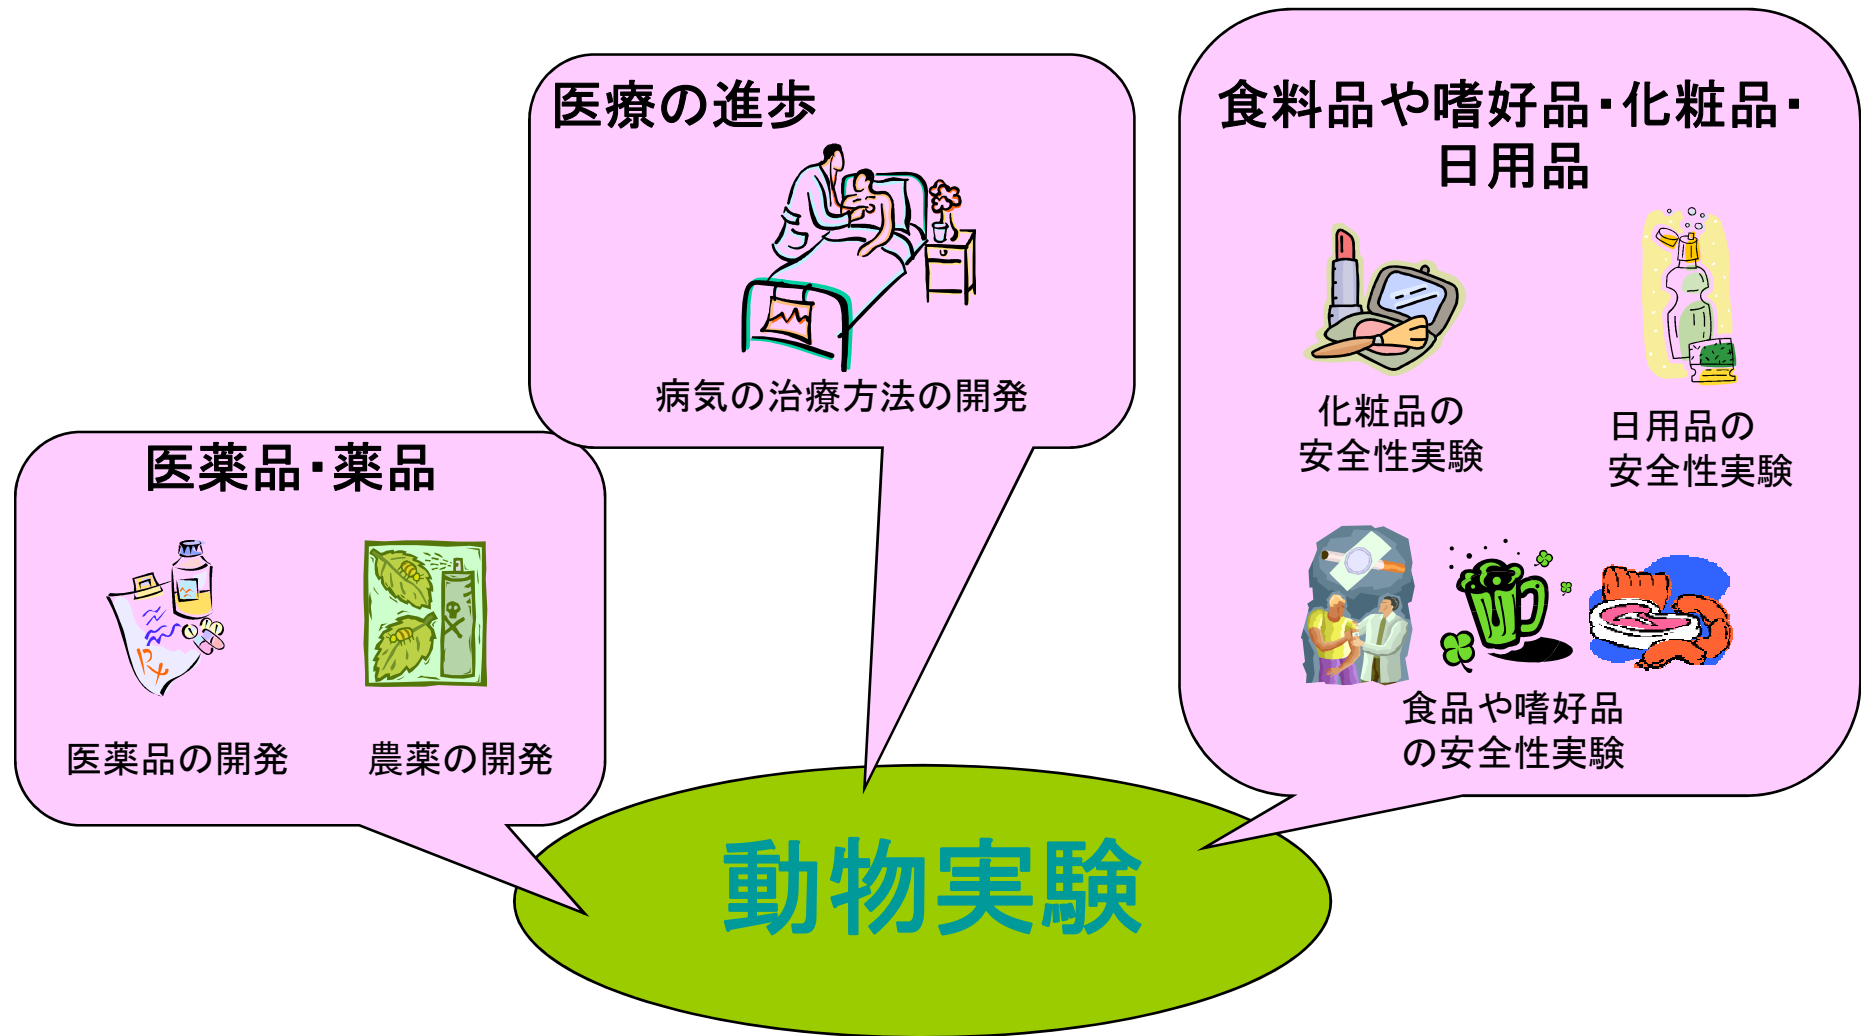 医療の進歩
病気の治療方法の開発
医薬品・薬品
医薬品の開発
農薬の開発
食料品や嗜好品・化粧品・
日用品
化粧品の
安全性実験
日用品の
安全性実験
食品や嗜好品
の安全性実験
動物実験